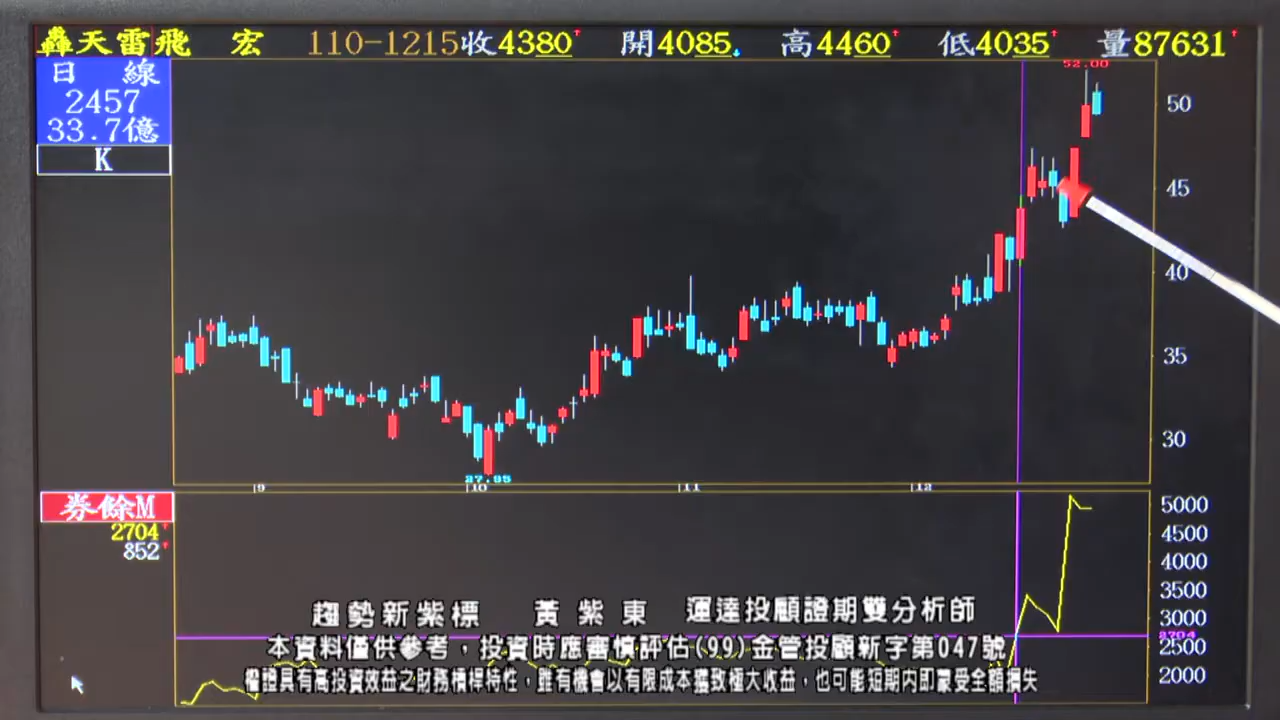 轟天雷飛 宏 110-1215收4380↑ 開4085↓ 高4460↑ 低4035↑ 量87631↑
日 線
2457
33.7億
K
52.00
50
45
40
35
30
27.95
9 10 11 12
券餘M
2704↑
852↑
5000
4500
4000
3500
3000
2704
2500
2000
趨勢新紫標 黃紫東 運達投顧證期雙分析師
本資料僅供參考，投資時應審慎評估(99)金管投顧新字第047號
權證具有高投資效益之財務槓桿特性，雖有機會以有限成本獲致極大收益，也可能短期內即蒙受全額損失